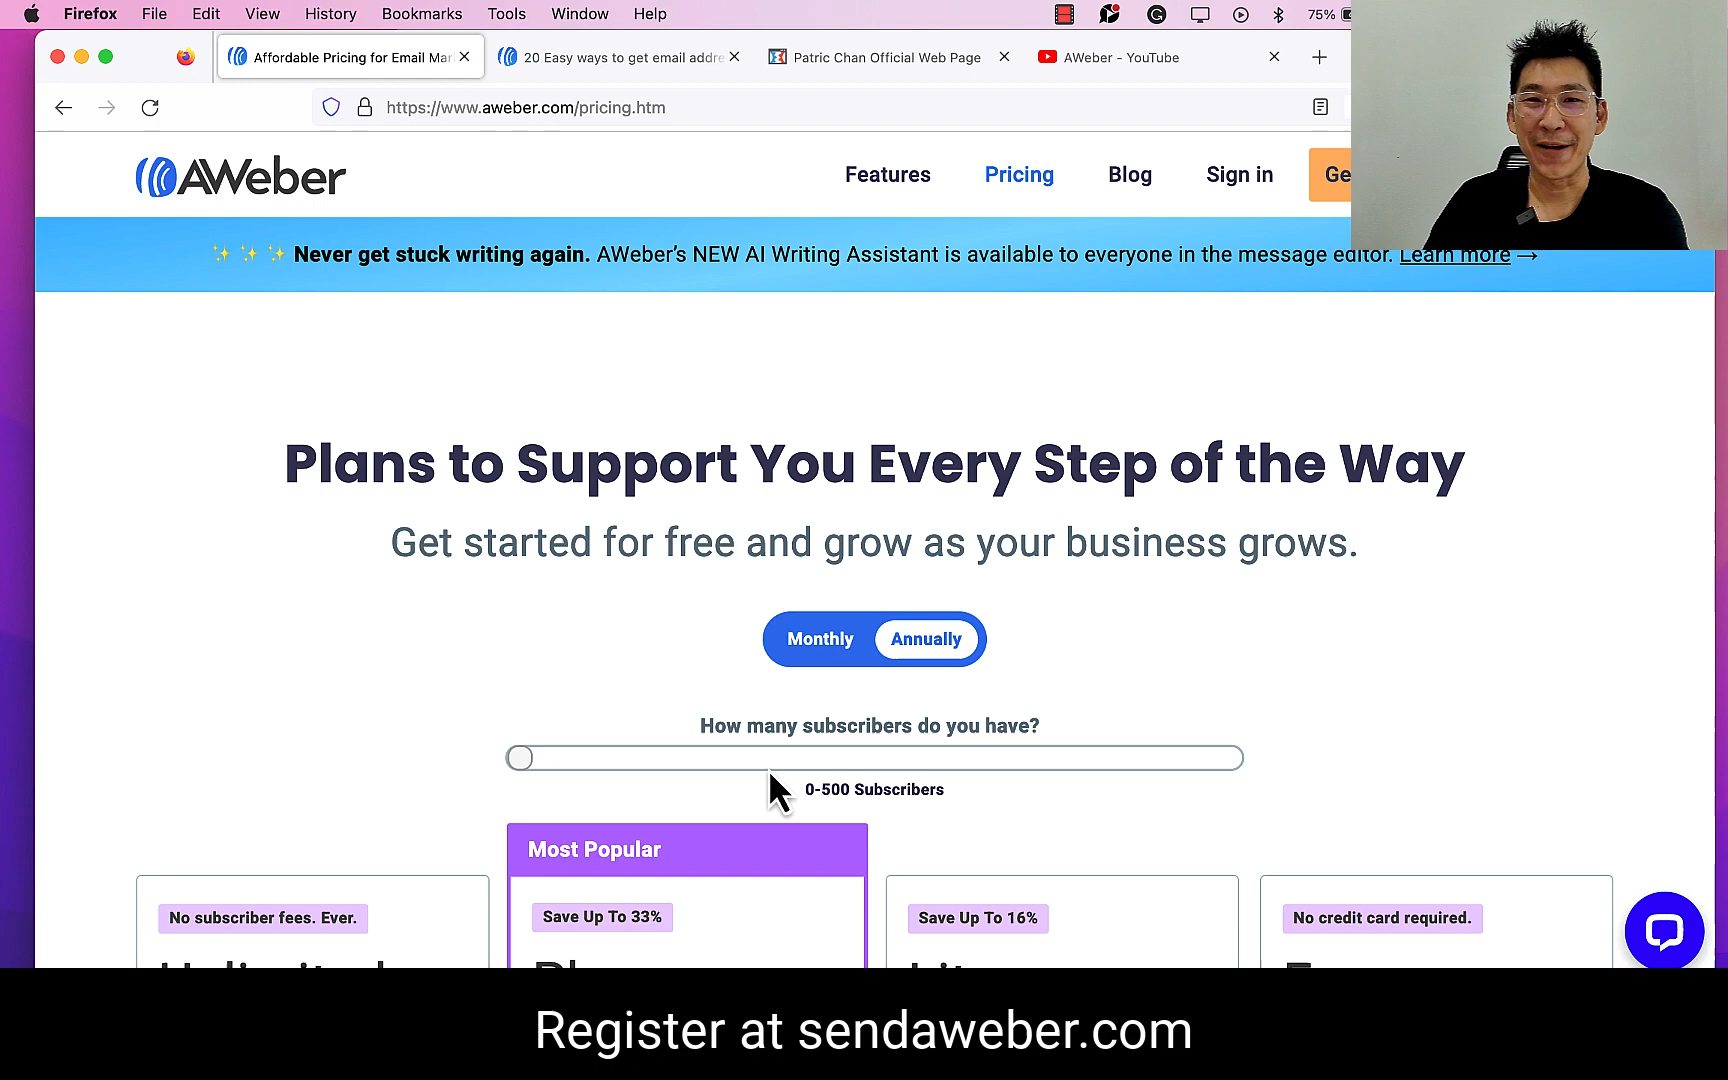 Firefox File Edit View History Bookmarks Tools Window Help 75%
Affordable Pricing for Email Mar
20 Easy ways to get email addre
Patric Chan Official Web Page
AWeber - YouTube
https://www.aweber.com/pricing.htm
AWeber
Features Pricing Blog Sign in Ge
✨ ✨ ✨ Never get stuck writing again. AWeber’s NEW AI Writing Assistant is available to everyone in the message editor. Learn more →
Plans to Support You Every Step of the Way
Get started for free and grow as your business grows.
Monthly Annually
How many subscribers do you have?
0-500 Subscribers
Most Popular
No subscriber fees. Ever.
Save Up To 33%
Save Up To 16%
No credit card required.
Register at sendaweber.com